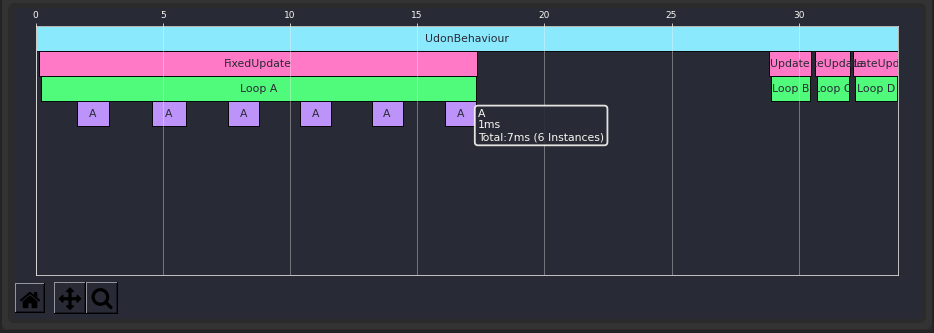 0 5 10 15 20 25 30
UdonBehaviour
FixedUpdate Update teUpda LateUpd
Loop A Loop B Loop C Loop D
A A A A A A
A
1ms
Total:7ms (6 Instances)